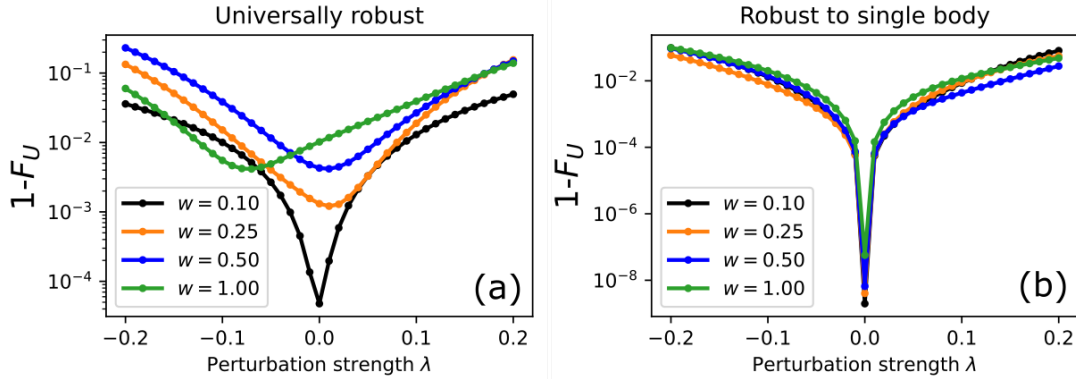 Universally robust
1-F_U
10^{-1}
10^{-2}
10^{-3}
10^{-4}
w = 0.10
w = 0.25
w = 0.50
w = 1.00
(a)
−0.2 −0.1 0.0 0.1 0.2
Perturbation strength λ
Robust to single body
1-F_U
10^{-2}
10^{-4}
10^{-6}
10^{-8}
w = 0.10
w = 0.25
w = 0.50
w = 1.00
(b)
−0.2 −0.1 0.0 0.1 0.2
Perturbation strength λ